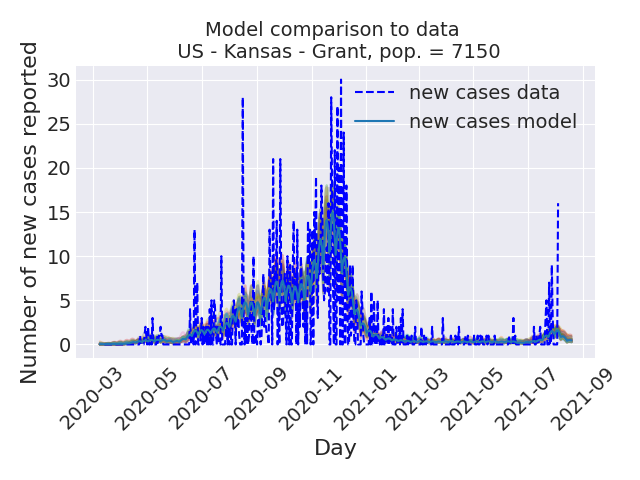 Model comparison to data
US - Kansas - Grant, pop. = 7150
Number of new cases reported
30
25
20
15
10
5
0
new cases data
new cases model
2020-03
2020-05
2020-07
2020-09
2020-11
2021-01
2021-03
2021-05
2021-07
2021-09
Day